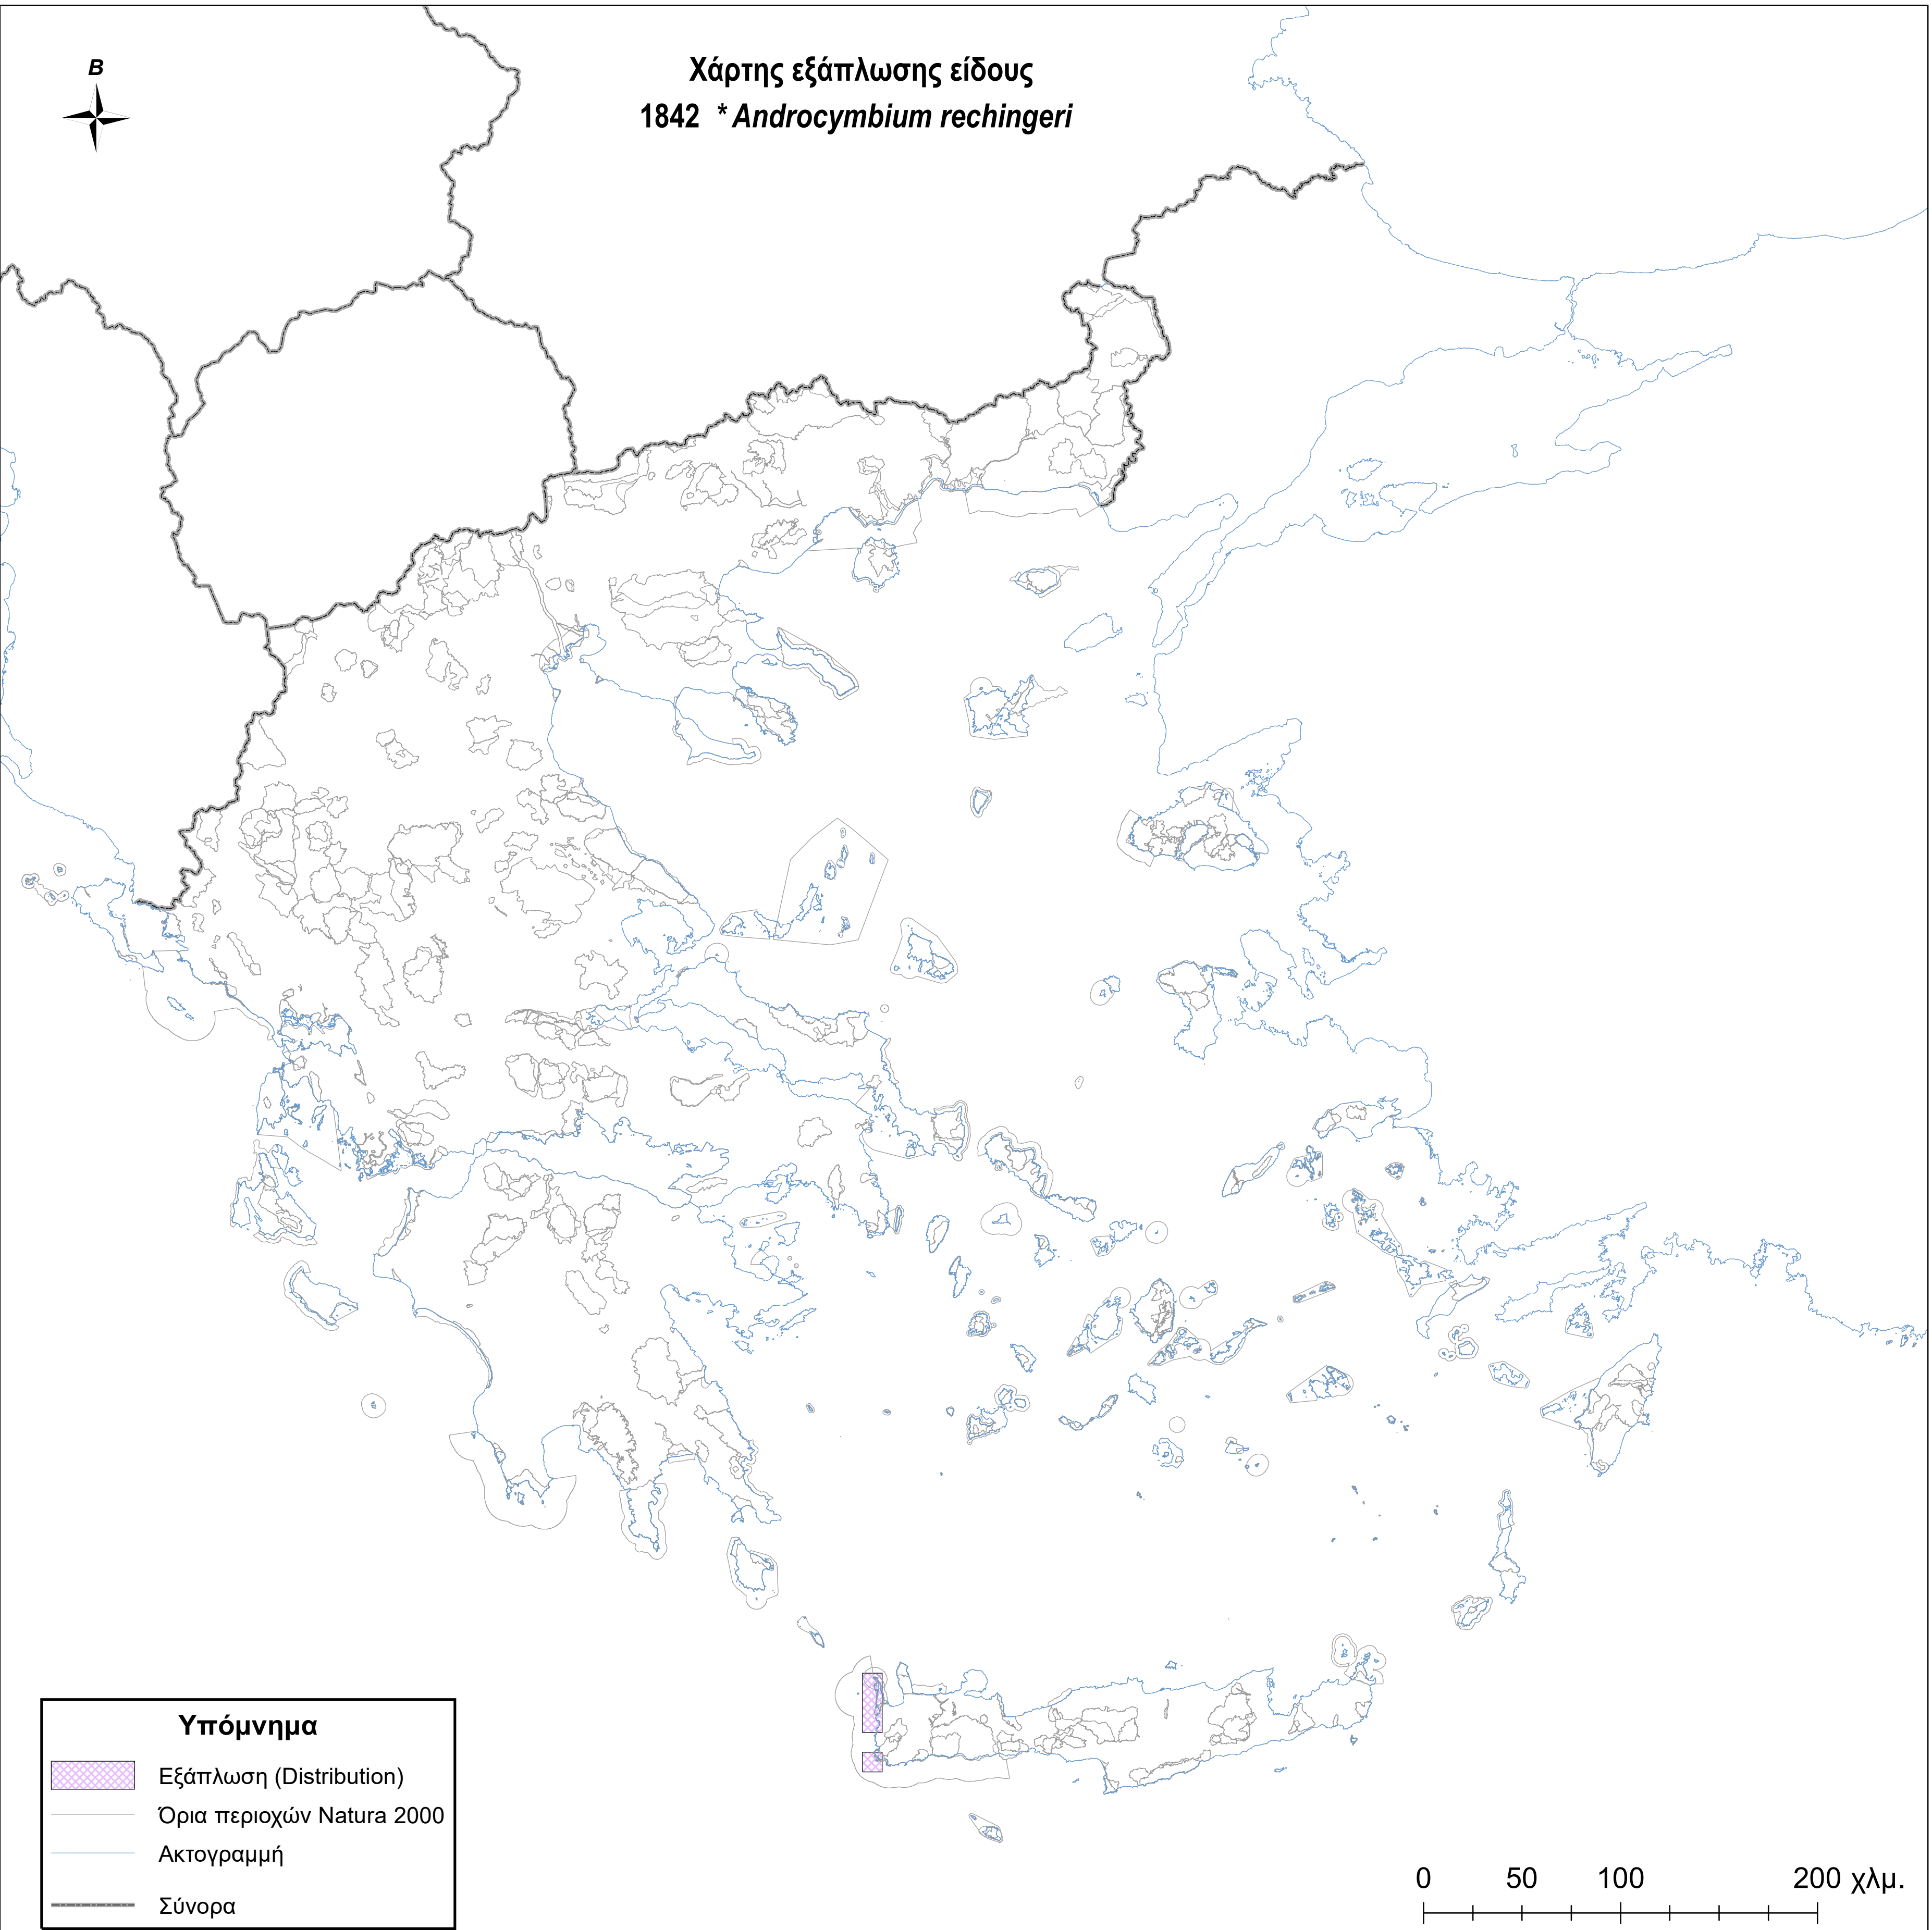 Χάρτης εξάπλωσης είδους
1842 * Androcymbium rechingeri
Β
Υπόμνημα
Εξάπλωση (Distribution)
Όρια περιοχών Natura 2000
Ακτογραμμή
Σύνορα
0 50 100 200 χλμ.